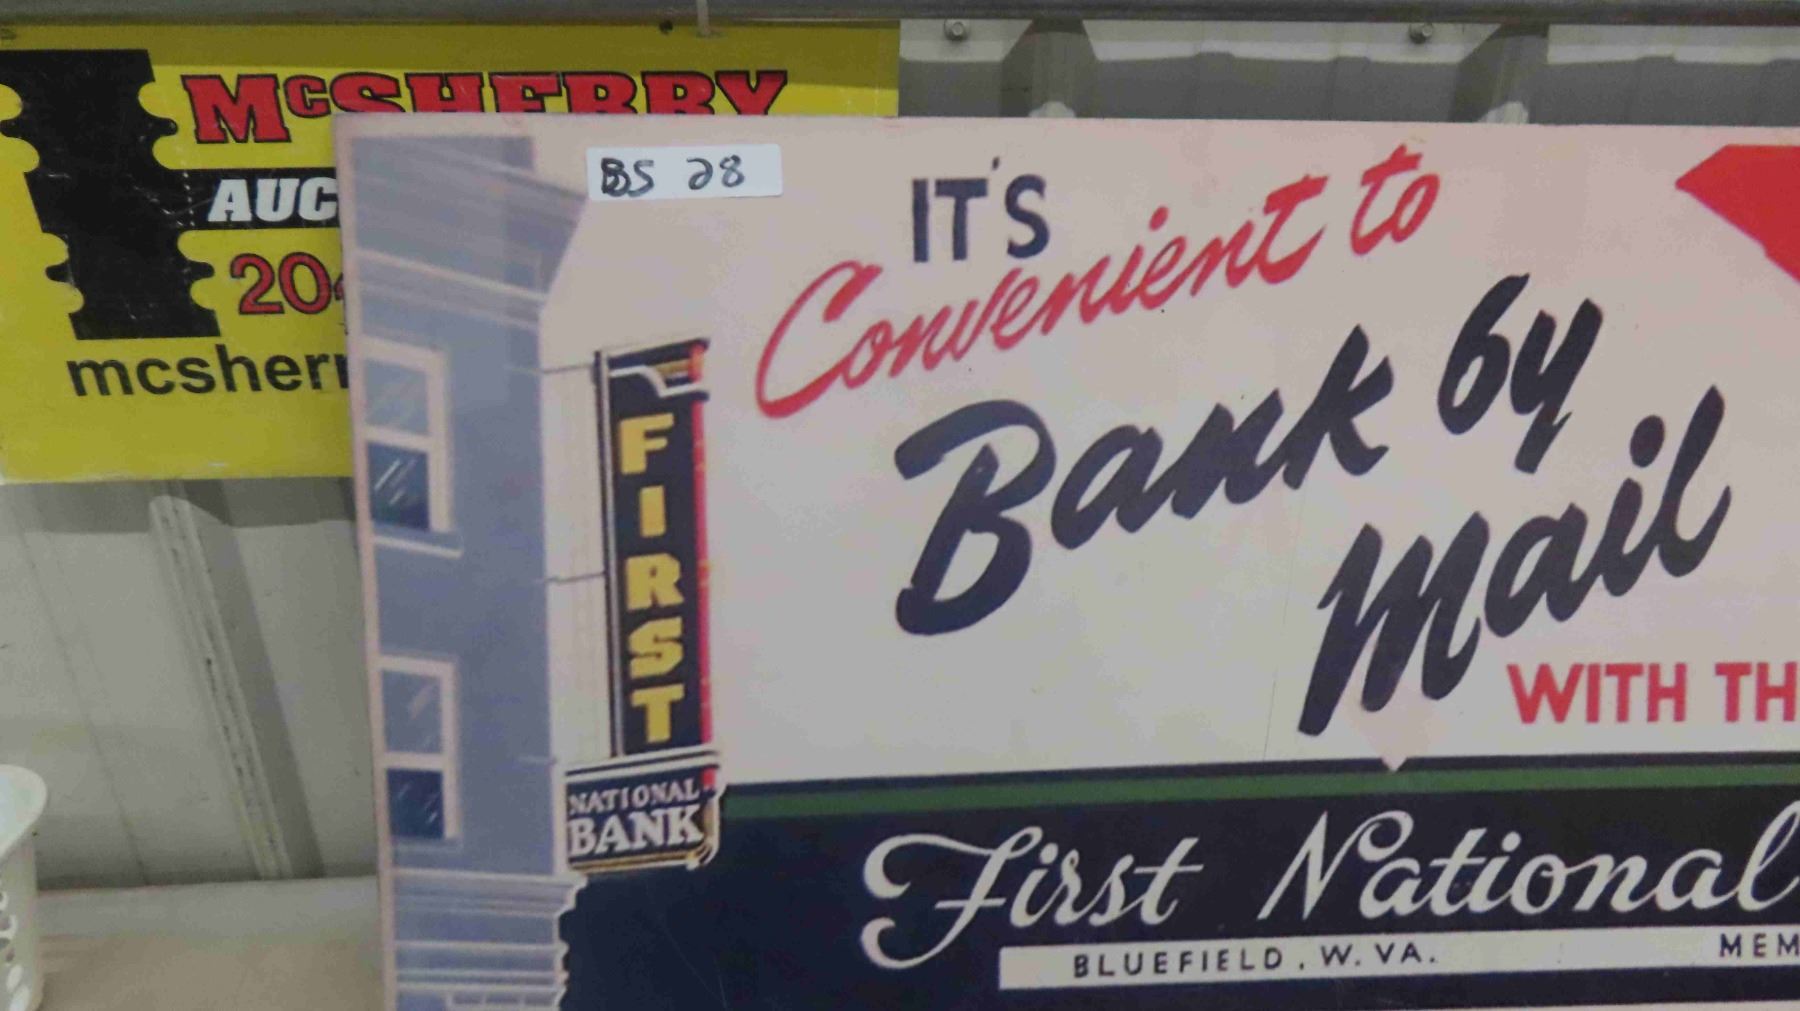 McSHERRY
AUC
20
mcsherr
BS 28
IT'S
Convenient to
Bank by
Mail
WITH TH
FIRST
NATIONAL
BANK
First National
BLUEFIELD, W. VA. MEM